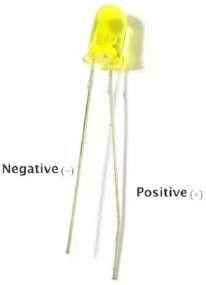 Negative (-)
Positive (+)